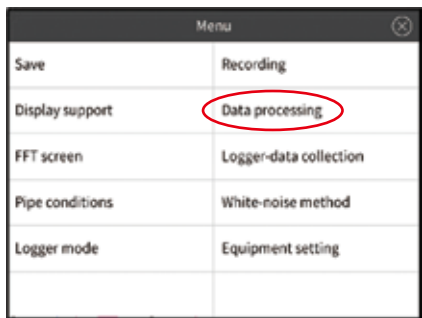 Menu
Save
Recording
Display support
Data processing
FFT screen
Logger-data collection
Pipe conditions
White-noise method
Logger mode
Equipment setting